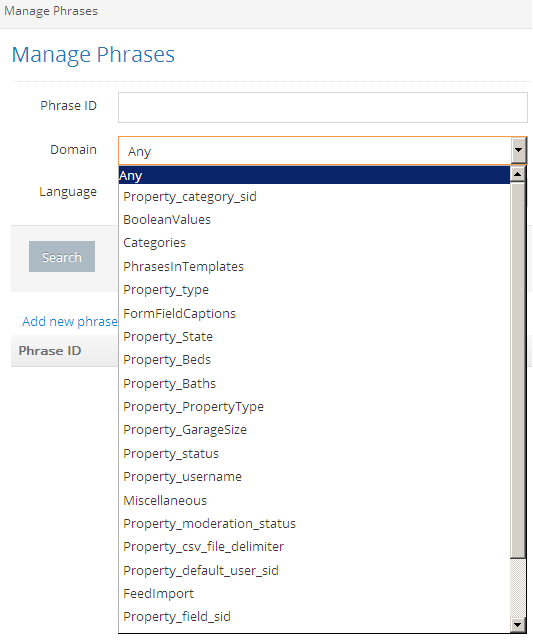 Manage Phrases
Manage Phrases
Phrase ID
Domain
Any
Language
Any
Property_category_sid
BooleanValues
Categories
PhrasesInTemplates
Property_type
FormFieldCaptions
Property_State
Property_Beds
Property_Baths
Property_PropertyType
Property_GarageSize
Property_status
Property_username
Miscellaneous
Property_moderation_status
Property_csv_file_delimiter
Property_default_user_sid
FeedImport
Property_field_sid
Search
Add new phrase
Phrase ID